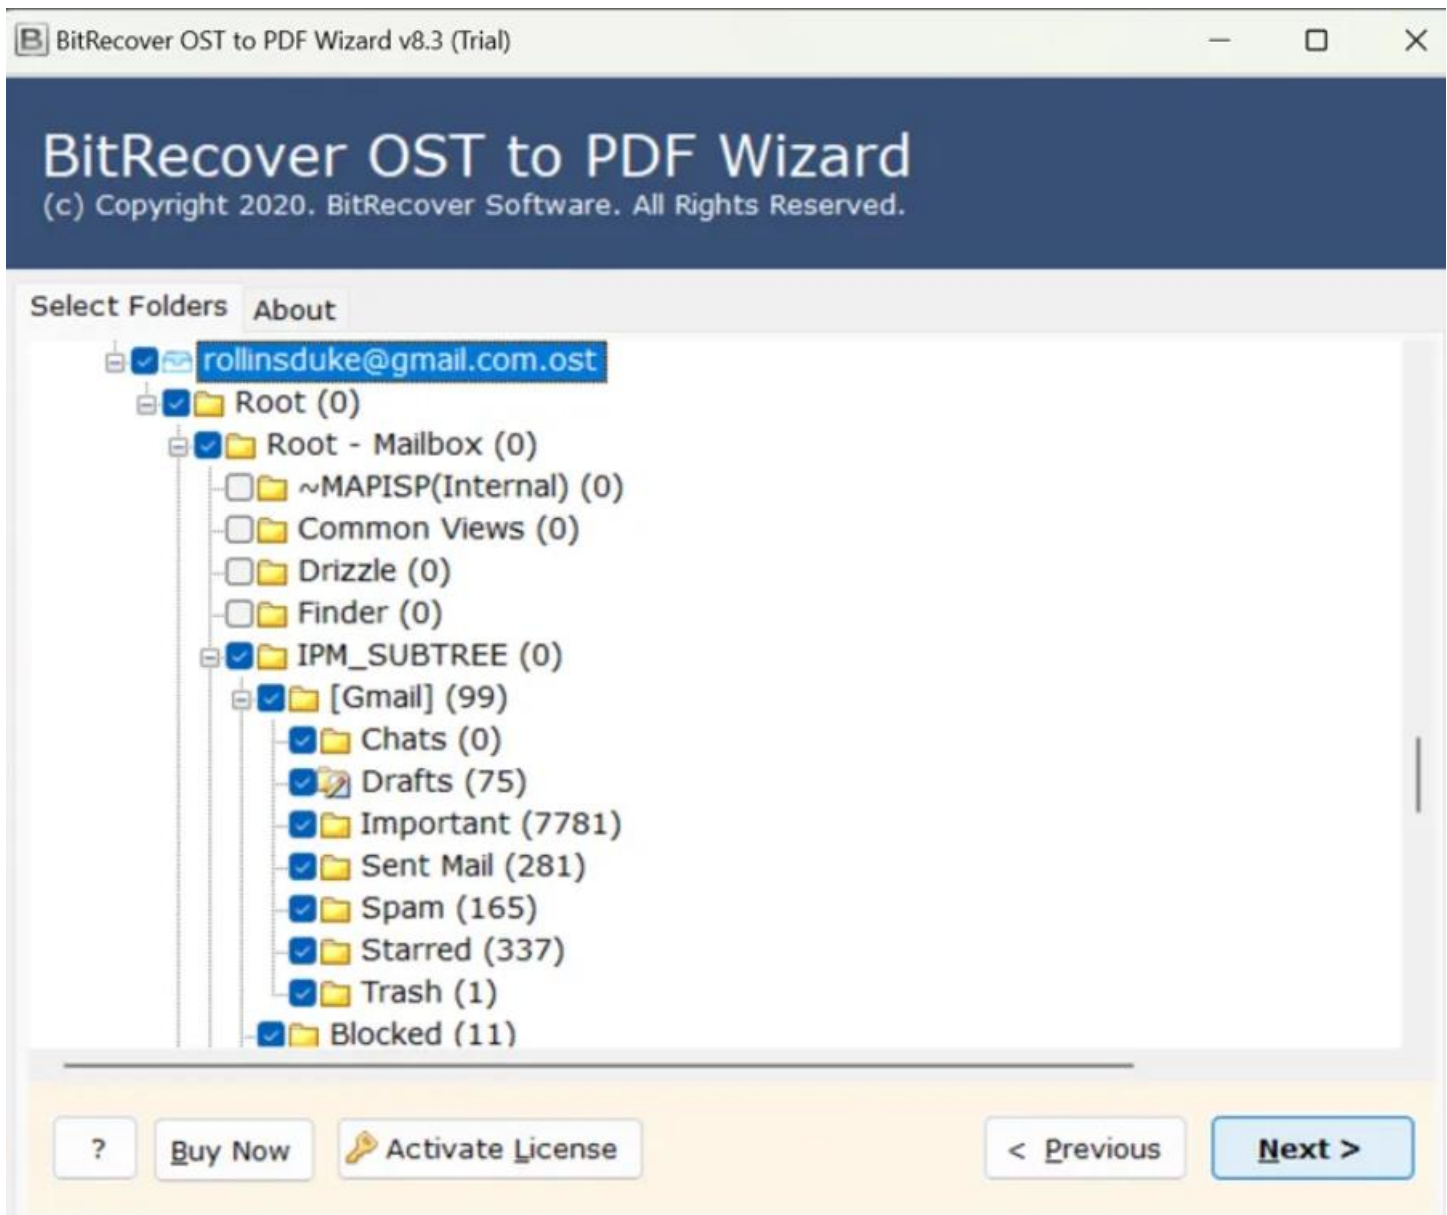 BitRecover OST to PDF Wizard v8.3 (Trial)
BitRecover OST to PDF Wizard
(c) Copyright 2020. BitRecover Software. All Rights Reserved.
Select Folders About
rollinsduke@gmail.com.ost
Root (0)
Root - Mailbox (0)
~MAPISP(Internal) (0)
Common Views (0)
Drizzle (0)
Finder (0)
IPM_SUBTREE (0)
[Gmail] (99)
Chats (0)
Drafts (75)
Important (7781)
Sent Mail (281)
Spam (165)
Starred (337)
Trash (1)
Blocked (11)
? Buy Now Activate License < Previous Next >